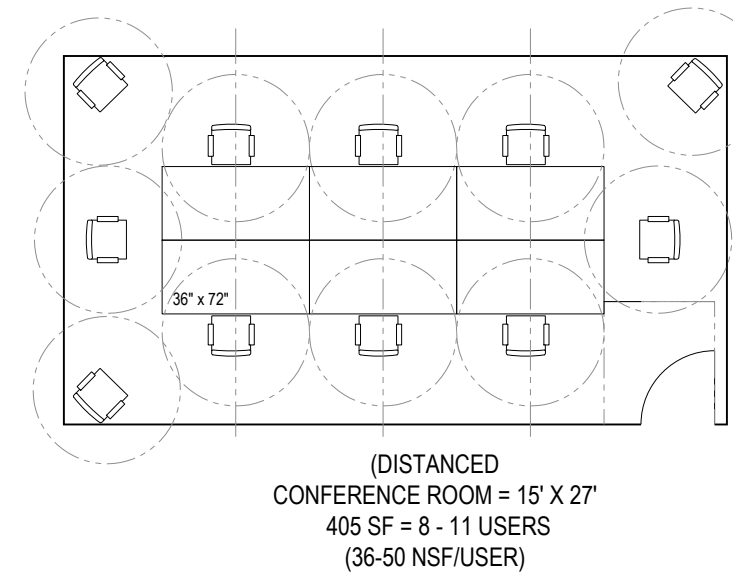 36" x 72"
(DISTANCED
CONFERENCE ROOM = 15' X 27'
405 SF = 8 - 11 USERS
(36-50 NSF/USER)